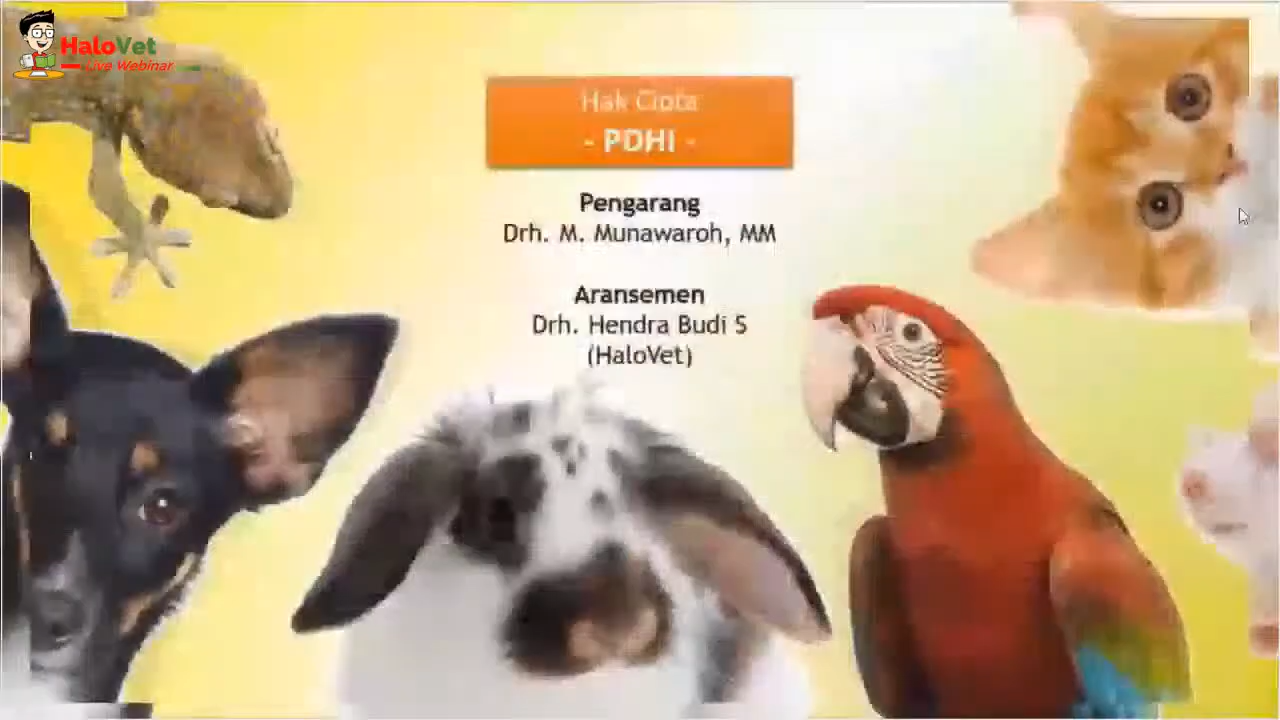 HaloVet
Live Webinar
Hak Cipta
- PDHI -
Pengarang
Drh. M. Munawaroh, MM
Aransemen
Drh. Hendra Budi S
(HaloVet)